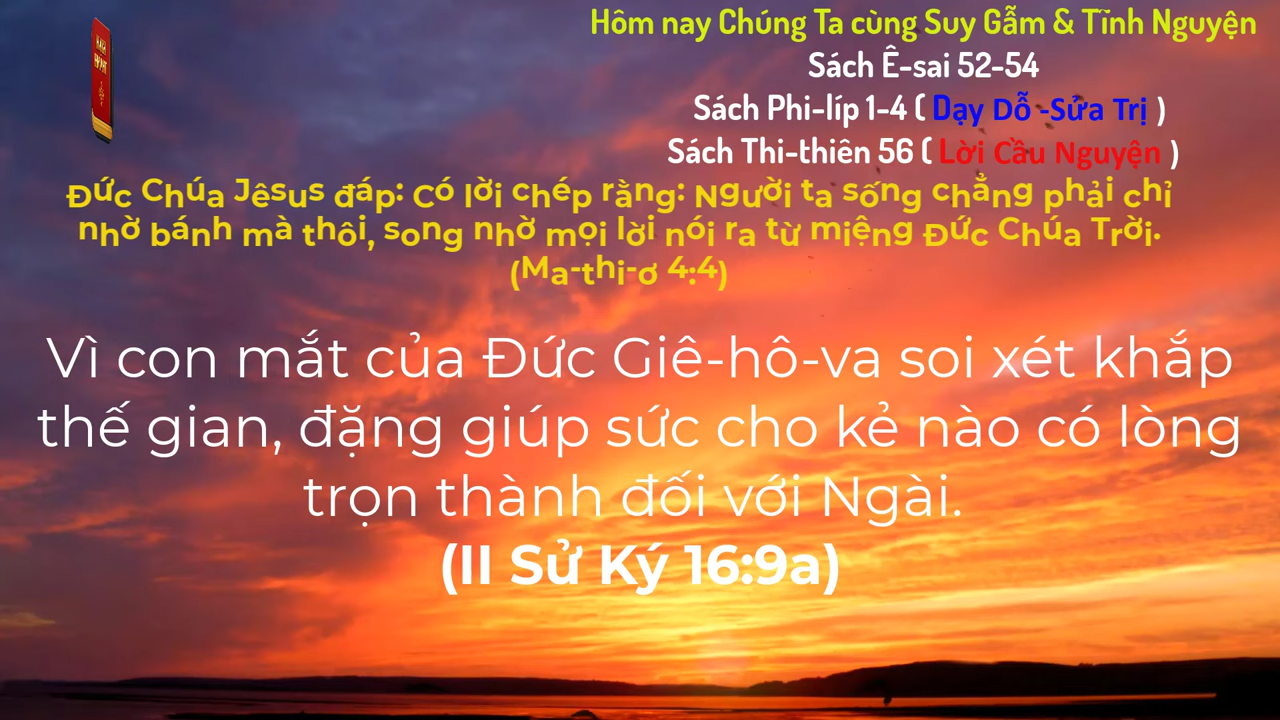 Hôm nay Chúng Ta cùng Suy Gẫm & Tĩnh Nguyện
Sách Ê-sai 52-54
Sách Phi-líp 1-4 ( Dạy Dỗ -Sửa Trị )
Sách Thi-thiên 56 ( Lời Cầu Nguyện )
Đức Chúa Jêsus đáp: Có lời chép rằng: Người ta sống chẳng phải chỉ
nhờ bánh mà thôi, song nhờ mọi lời nói ra từ miệng Đức Chúa Trời.
(Ma-thi-ơ 4:4)
Vì con mắt của Đức Giê-hô-va soi xét khắp
thế gian, đặng giúp sức cho kẻ nào có lòng
trọn thành đối với Ngài.
(II Sử Ký 16:9a)